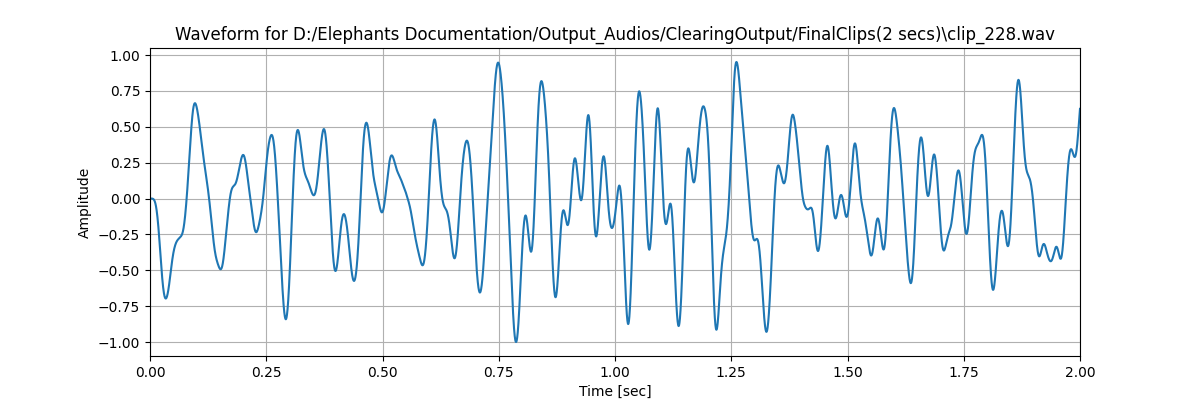 Waveform for D:/Elephants Documentation/Output_Audios/ClearingOutput/FinalClips(2 secs)\clip_228.wav
1.00
0.75
0.50
0.25
0.00
−0.25
−0.50
−0.75
−1.00
Amplitude
0.00 0.25 0.50 0.75 1.00 1.25 1.50 1.75 2.00
Time [sec]